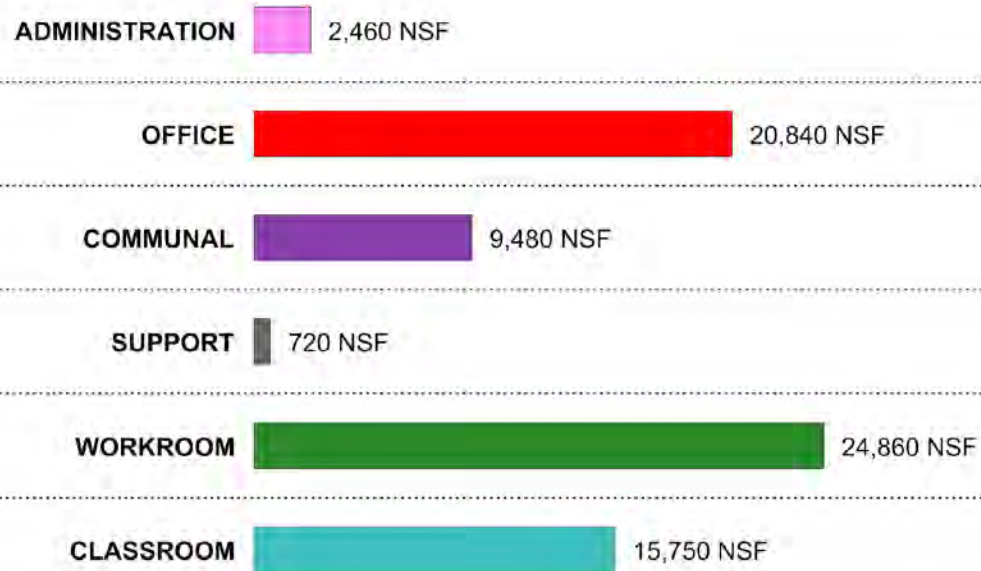 ADMINISTRATION 2,460 NSF
OFFICE 20,840 NSF
COMMUNAL 9,480 NSF
SUPPORT 720 NSF
WORKROOM 24,860 NSF
CLASSROOM 15,750 NSF